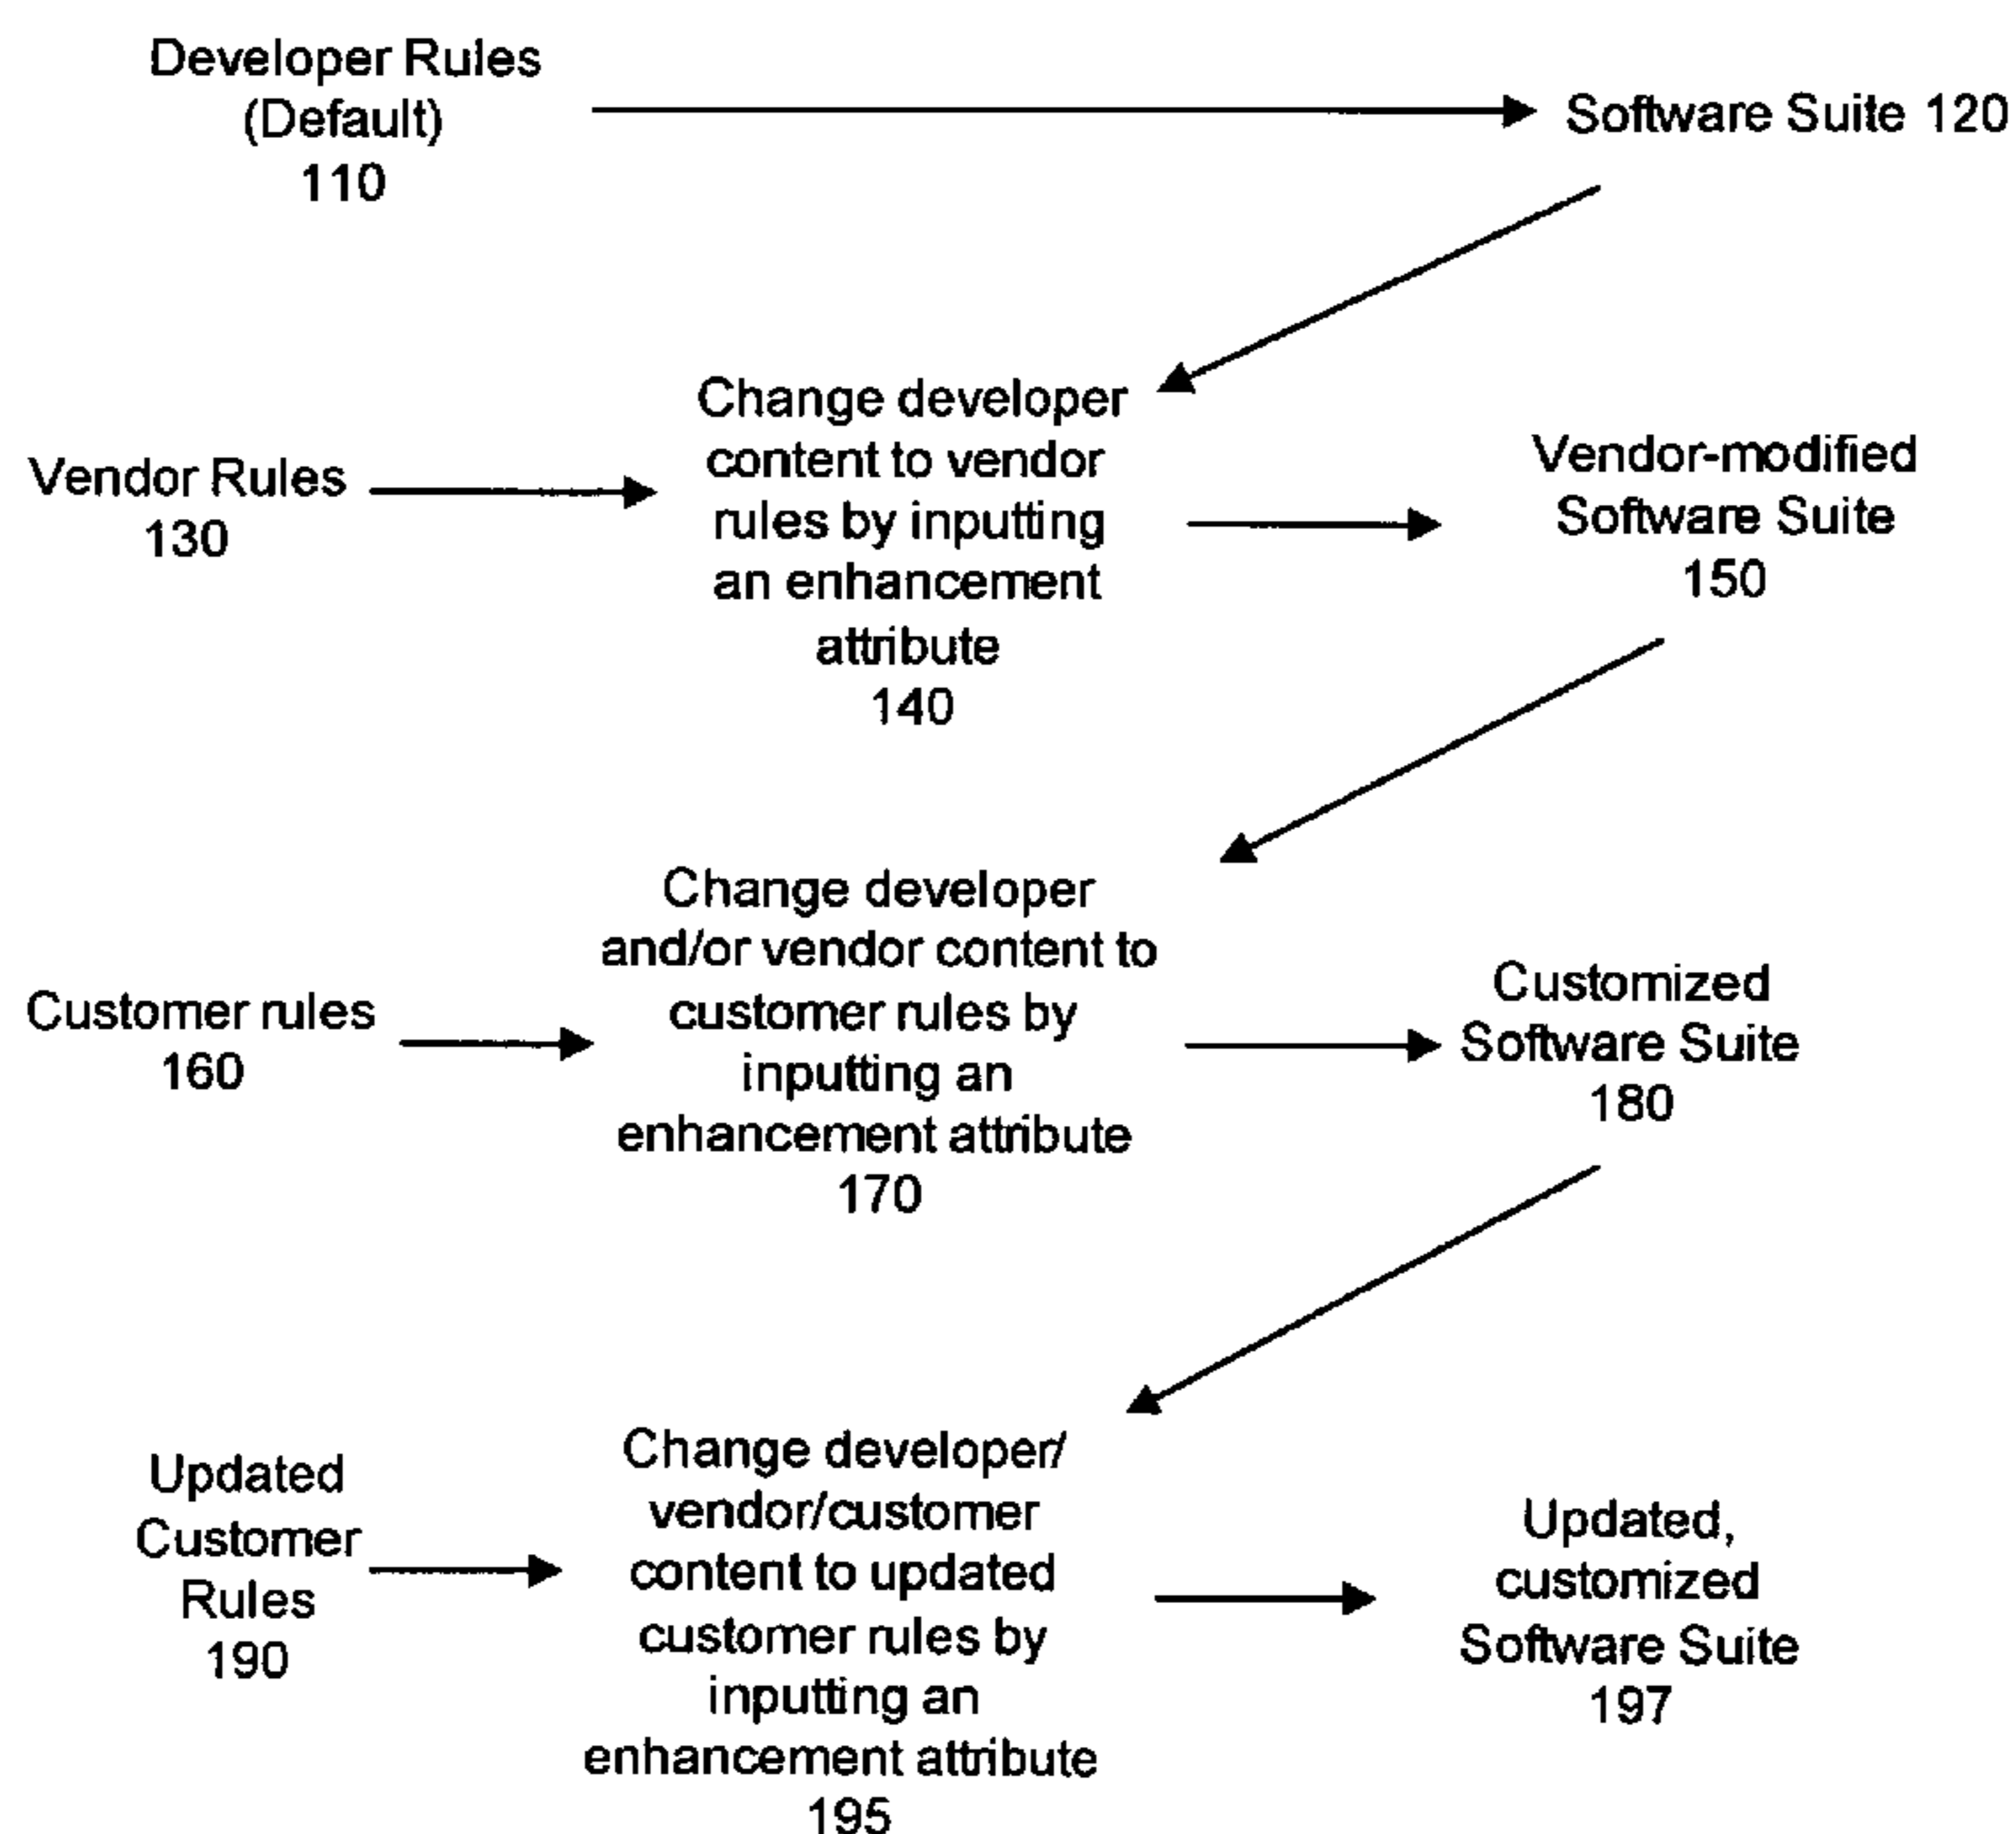 Developer Rules
(Default)
110
Software Suite 120
Vendor Rules
130
Change developer
content to vendor
rules by inputting
an enhancement
attribute
140
Vendor-modified
Software Suite
150
Customer rules
160
Change developer
and/or vendor content to
customer rules by
inputting an
enhancement attribute
170
Customized
Software Suite
180
Updated
Customer
Rules
190
Change developer/
vendor/customer
content to updated
customer rules by
inputting an
enhancement attribute
195
Updated,
customized
Software Suite
197